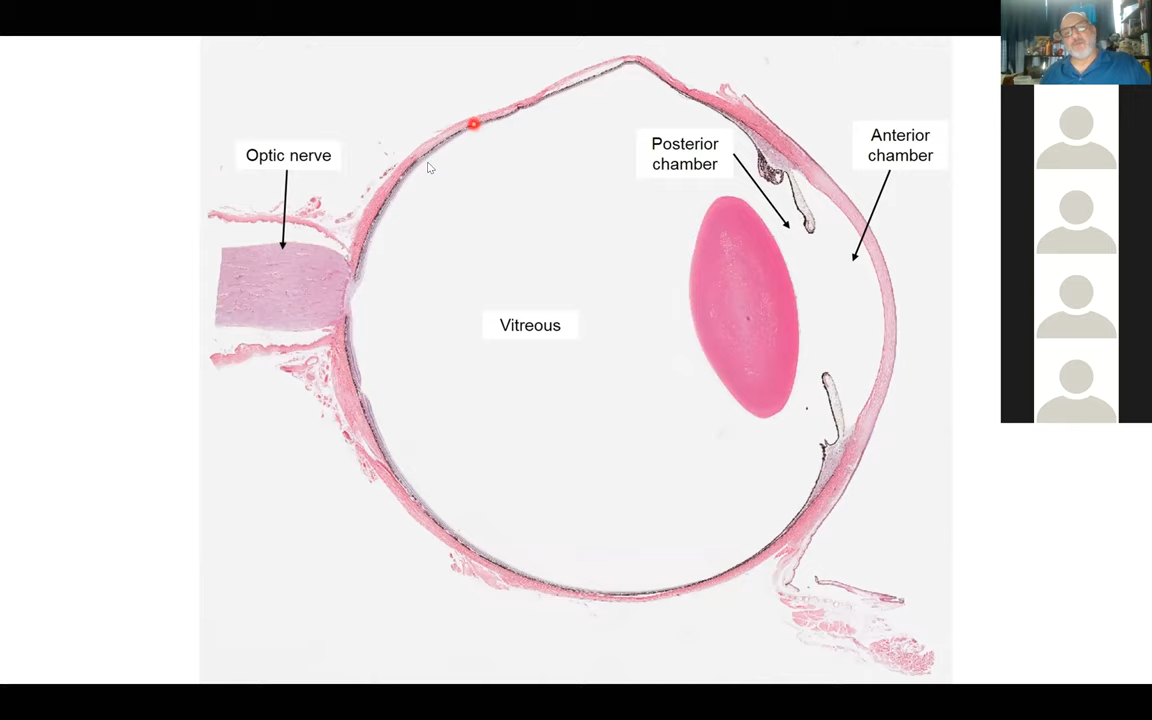 Optic nerve
Posterior
chamber
Anterior
chamber
Vitreous